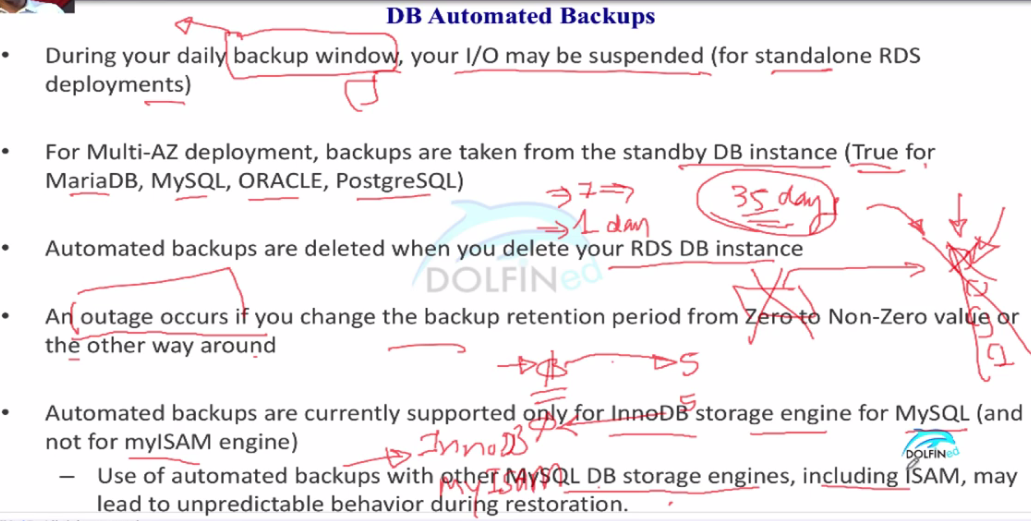 DB Automated Backups
• During your daily backup window, your I/O may be suspended (for standalone RDS
deployments)
• For Multi-AZ deployment, backups are taken from the standby DB instance (True for
MariaDB, MySQL, ORACLE, PostgreSQL)
7
35 day
1 day
• Automated backups are deleted when you delete your RDS DB instance
DOLFINed
• An outage occurs if you change the backup retention period from Zero to Non-Zero value or
the other way around
5
5
• Automated backups are currently supported only for InnoDB storage engine for MySQL (and
not for myISAM engine)
InnoDB
DOLFINed
– Use of automated backups with other MySQL DB storage engines, including ISAM, may
MyISAM
lead to unpredictable behavior during restoration.